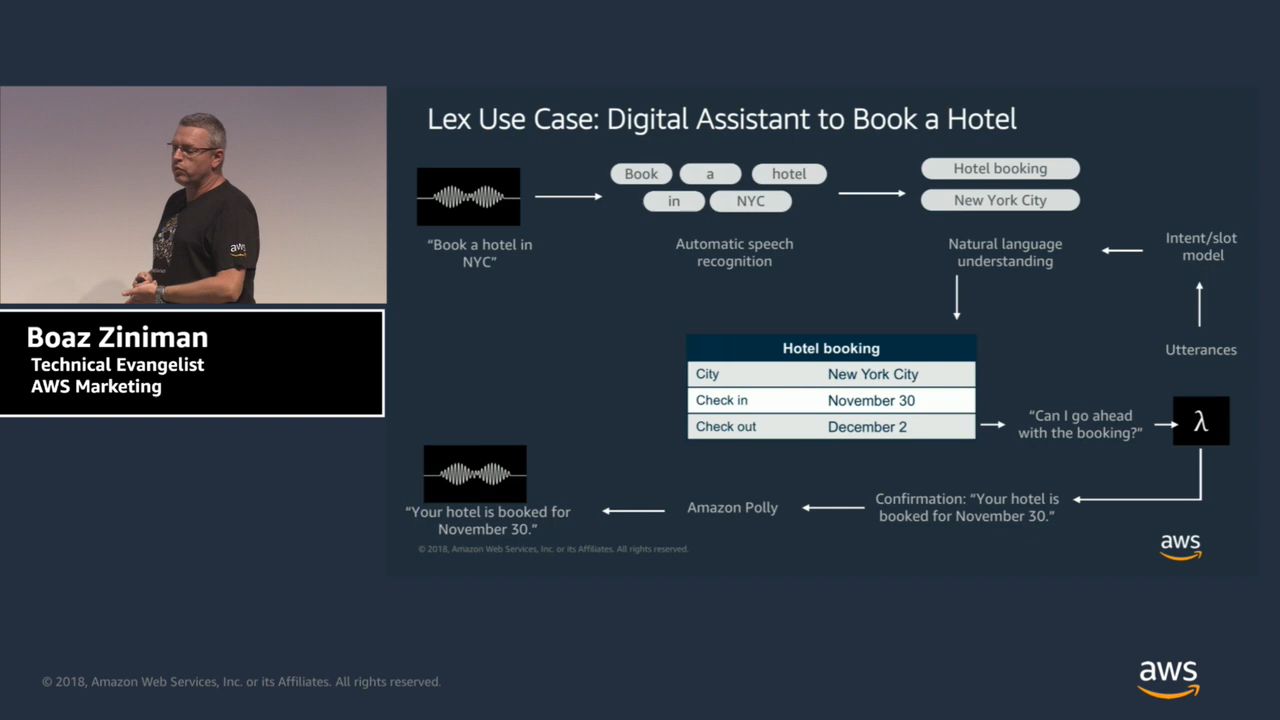 Lex Use Case: Digital Assistant to Book a Hotel
Book
a
hotel
in
NYC
Hotel booking
New York City
"Book a hotel in
NYC"
Automatic speech
recognition
Natural language
understanding
Intent/slot
model
Utterances
Hotel booking
City New York City
Check in November 30
Check out December 2
"Can I go ahead
with the booking?"
λ
Confirmation: "Your hotel is
booked for November 30."
Amazon Polly
"Your hotel is booked for
November 30."
© 2018, Amazon Web Services, Inc. or its Affiliates. All rights reserved.
aws
aws
Boaz Ziniman
Technical Evangelist
AWS Marketing
© 2018, Amazon Web Services, Inc. or its Affiliates. All rights reserved.
aws